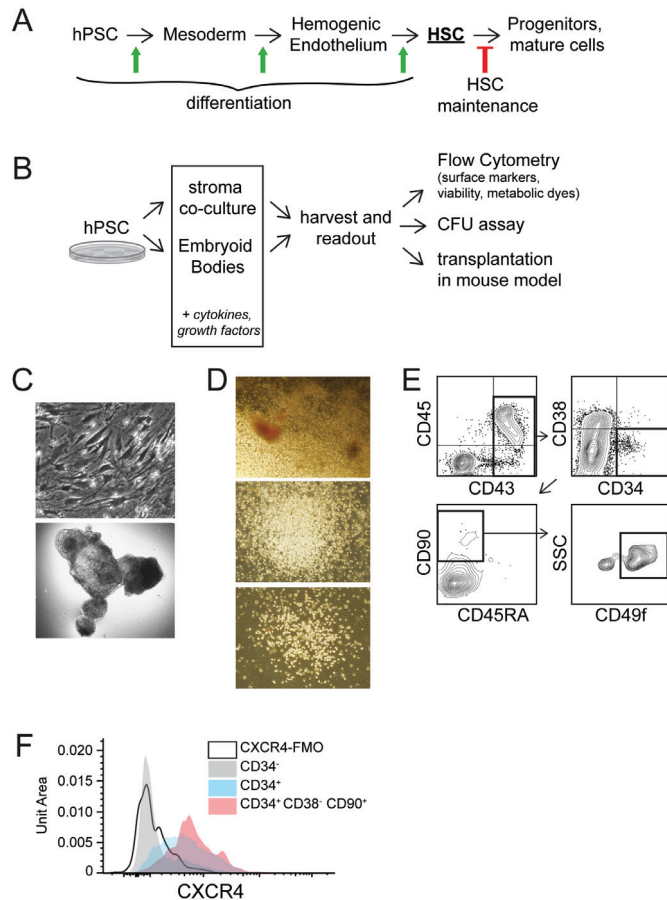 A
hPSC
Mesoderm
Hemogenic
Endothelium
HSC
Progenitors,
mature cells
differentiation
HSC
maintenance
B
hPSC
stroma
co-culture
Embryoid
Bodies
+ cytokines,
growth factors
harvest and
readout
Flow Cytometry
(surface markers,
viability, metabolic dyes)
CFU assay
transplantation
in mouse model
C
D
E
CD45
CD43
CD38
CD34
CD90
CD45RA
SSC
CD49f
F
Unit Area
0.020
0.015
0.010
0.005
0
CXCR4-FMO
CD34⁻
CD34⁺
CD34⁺ CD38⁻ CD90⁺
CXCR4